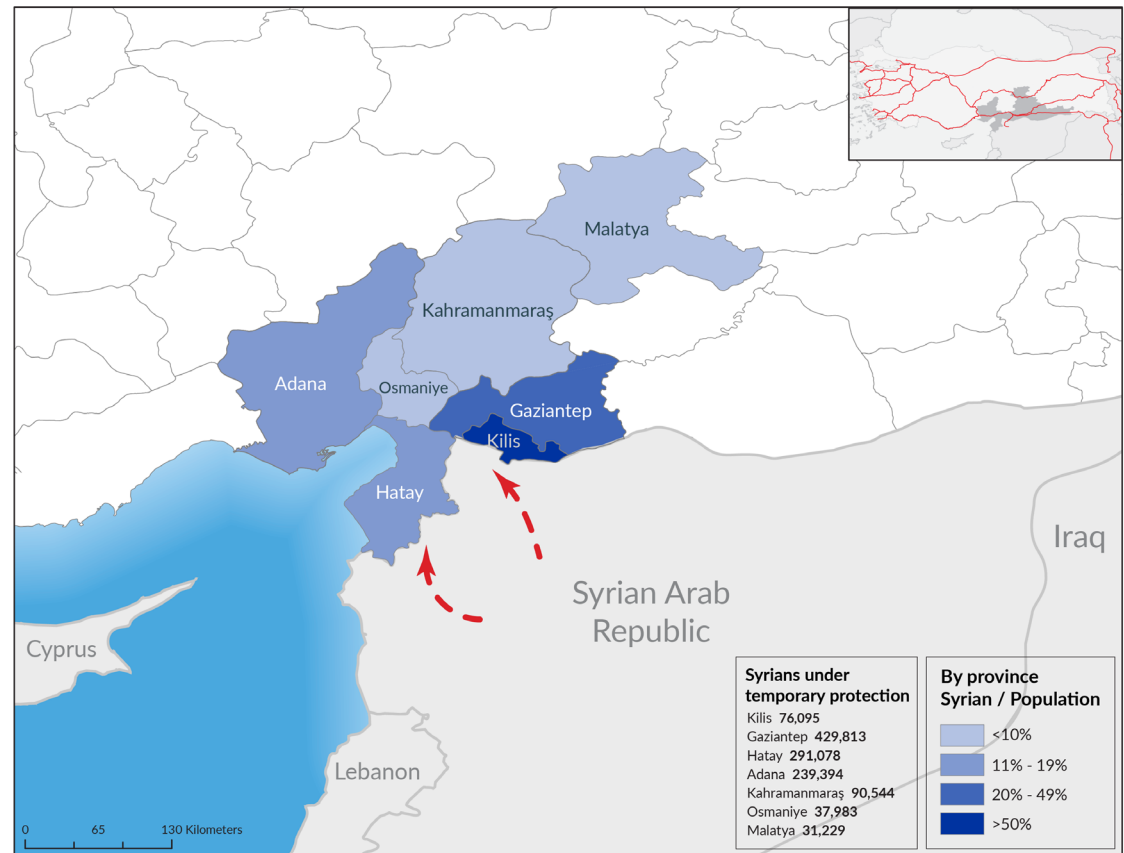 Malatya
Kahramanmaraş
Adana
Osmaniye
Gaziantep
Kilis
Hatay
Iraq
Syrian Arab
Republic
Cyprus
Lebanon
0 65 130 Kilometers
Syrians under
temporary protection
Kilis 76,095
Gaziantep 429,813
Hatay 291,078
Adana 239,394
Kahramanmaraş 90,544
Osmaniye 37,983
Malatya 31,229
By province
Syrian / Population
<10%
11% - 19%
20% - 49%
>50%